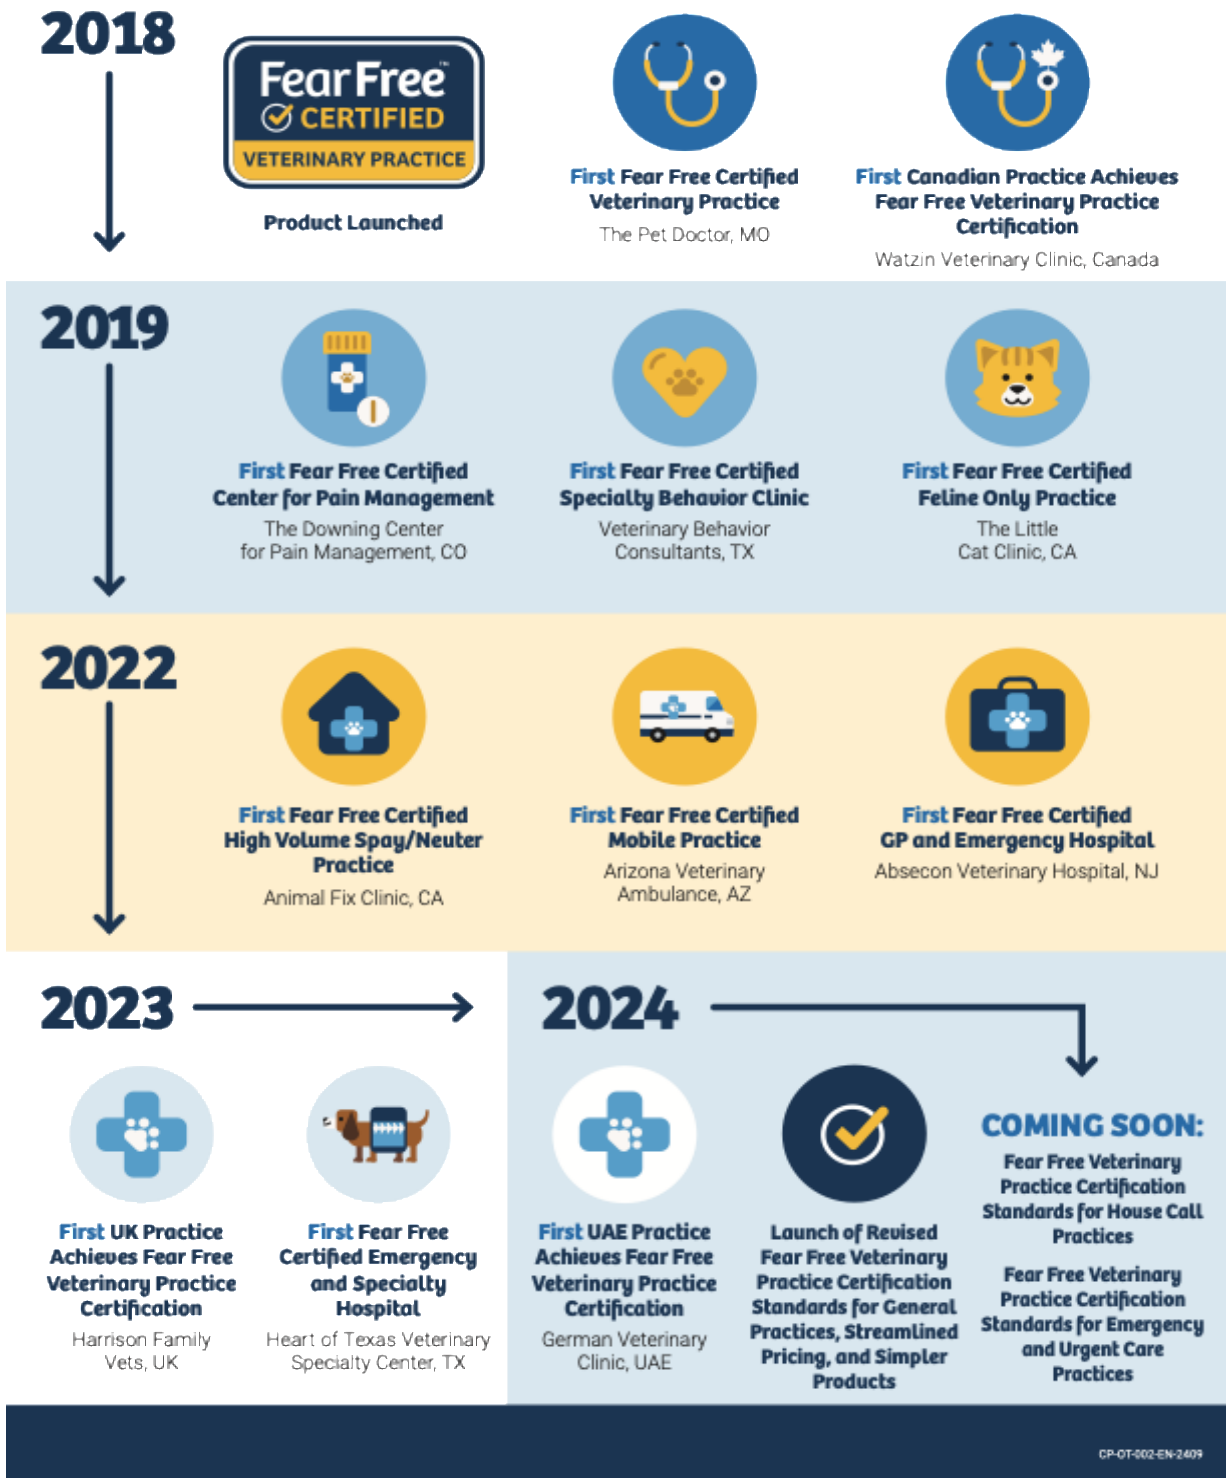 2018
Fear Free™
CERTIFIED
VETERINARY PRACTICE
Product Launched
First Fear Free Certified
Veterinary Practice
The Pet Doctor, MO
First Canadian Practice Achieves
Fear Free Veterinary Practice
Certification
Watzin Veterinary Clinic, Canada
2019
First Fear Free Certified
Center for Pain Management
The Downing Center
for Pain Management, CO
First Fear Free Certified
Specialty Behavior Clinic
Veterinary Behavior
Consultants, TX
First Fear Free Certified
Feline Only Practice
The Little
Cat Clinic, CA
2022
First Fear Free Certified
High Volume Spay/Neuter
Practice
Animal Fix Clinic, CA
First Fear Free Certified
Mobile Practice
Arizona Veterinary
Ambulance, AZ
First Fear Free Certified
GP and Emergency Hospital
Absecon Veterinary Hospital, NJ
2023
First UK Practice
Achieves Fear Free
Veterinary Practice
Certification
Harrison Family
Vets, UK
First Fear Free
Certified Emergency
and Specialty
Hospital
Heart of Texas Veterinary
Specialty Center, TX
2024
First UAE Practice
Achieves Fear Free
Veterinary Practice
Certification
German Veterinary
Clinic, UAE
Launch of Revised
Fear Free Veterinary
Practice Certification
Standards for General
Practices, Streamlined
Pricing, and Simpler
Products
COMING SOON:
Fear Free Veterinary
Practice Certification
Standards for House Call
Practices
Fear Free Veterinary
Practice Certification
Standards for Emergency
and Urgent Care
Practices
CP-OT-002-EN-2409